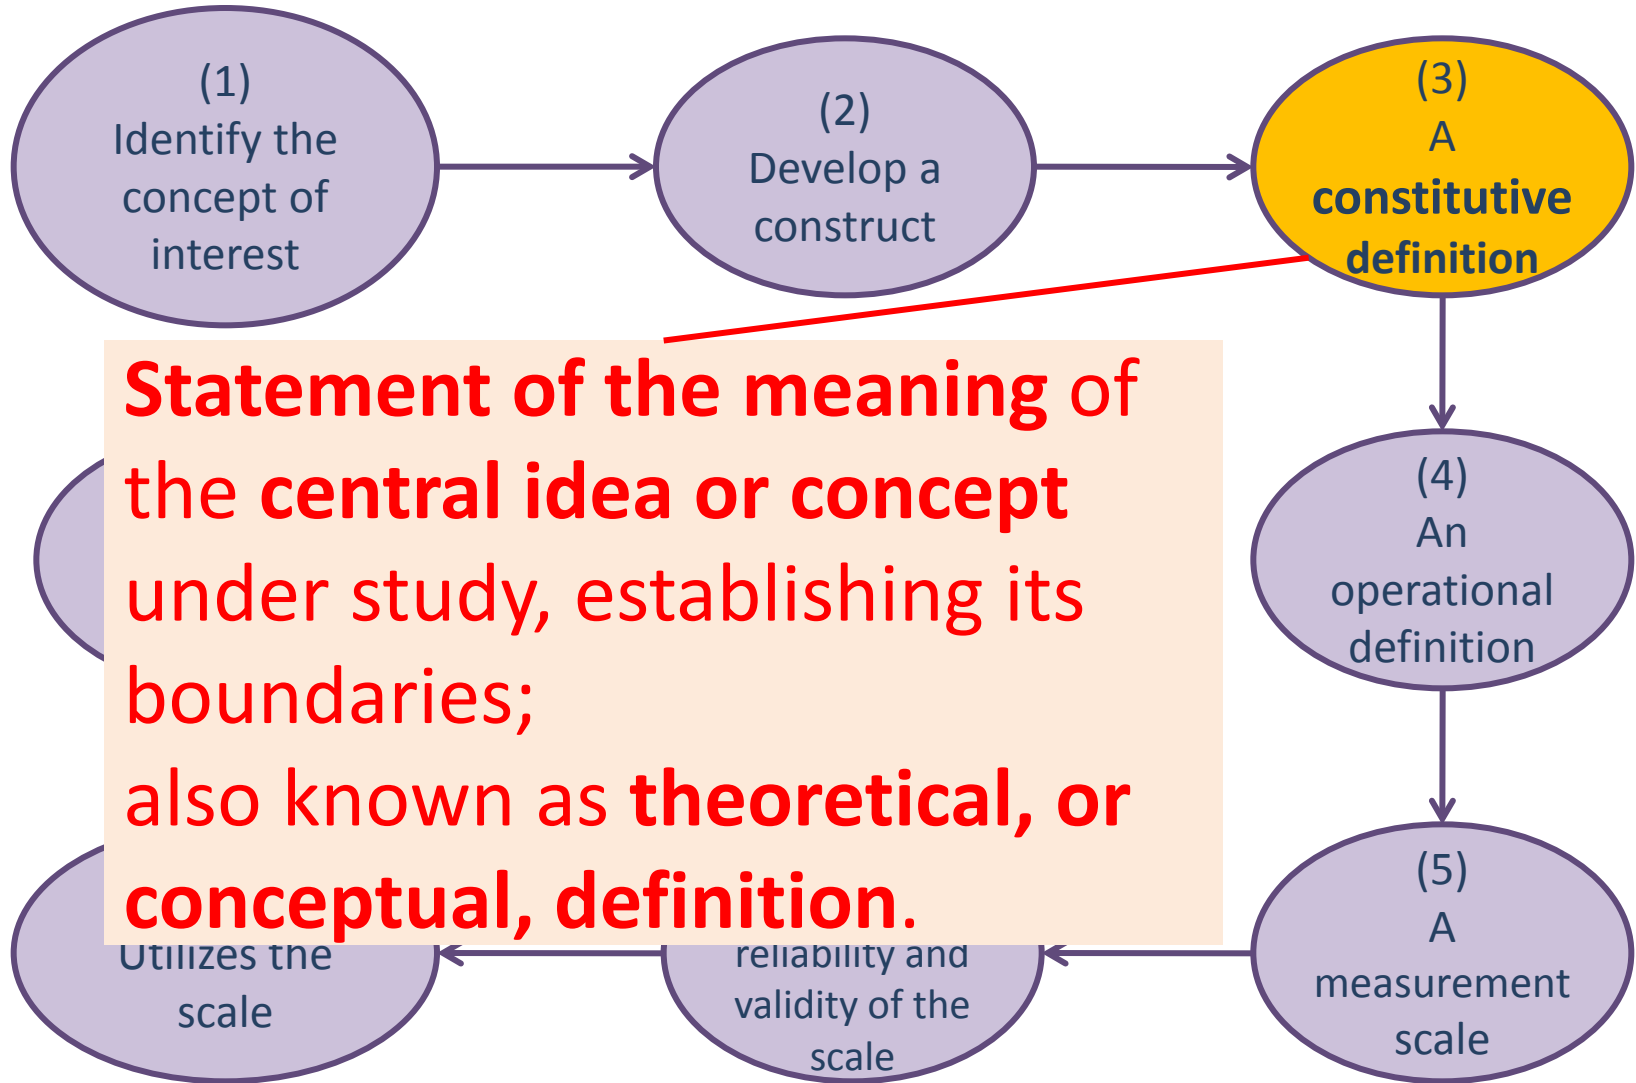 (1)
Identify the
concept of
interest
(2)
Develop a
construct
(3)
A
constitutive
definition
Statement of the meaning of
the central idea or concept
under study, establishing its
boundaries;
also known as theoretical, or
conceptual, definition.
(4)
An
operational
definition
(5)
A
measurement
scale
reliability and
validity of the
scale
Utilizes the
scale